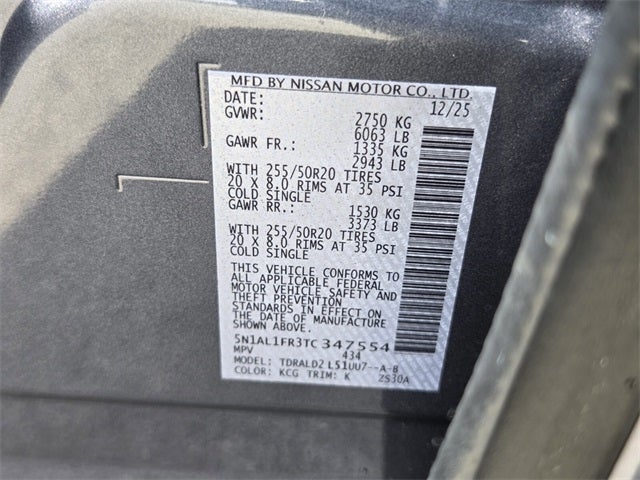 MFD BY NISSAN MOTOR CO., LTD.
DATE: 12/25
GVWR: 2750 KG
6063 LB
GAWR FR.: 1335 KG
2943 LB
WITH 255/50R20 TIRES
20 X 8.0 RIMS AT 35 PSI
COLD SINGLE
GAWR RR.: 1530 KG
3373 LB
WITH 255/50R20 TIRES
20 X 8.0 RIMS AT 35 PSI
COLD SINGLE
THIS VEHICLE CONFORMS TO
ALL APPLICABLE FEDERAL
MOTOR VEHICLE SAFETY AND
THEFT PREVENTION
STANDARDS IN EFFECT ON
THE DATE OF MANUFACTURE
SHOWN ABOVE.
5N1AL1FR3TC347554
MPV 434
MODEL: TDRALD2 L51UU7--A-B
COLOR: KCG TRIM: K ZS30A